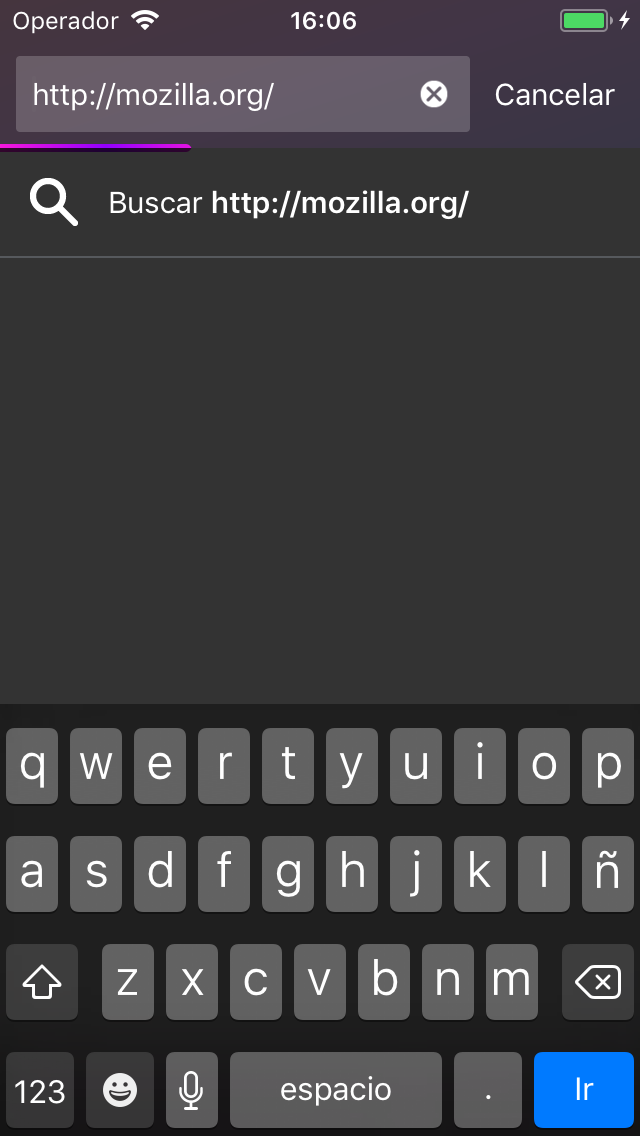 Operador 16:06
http://mozilla.org/ Cancelar
Buscar http://mozilla.org/
q w e r t y u i o p
a s d f g h j k l ñ
z x c v b n m
123 espacio . Ir